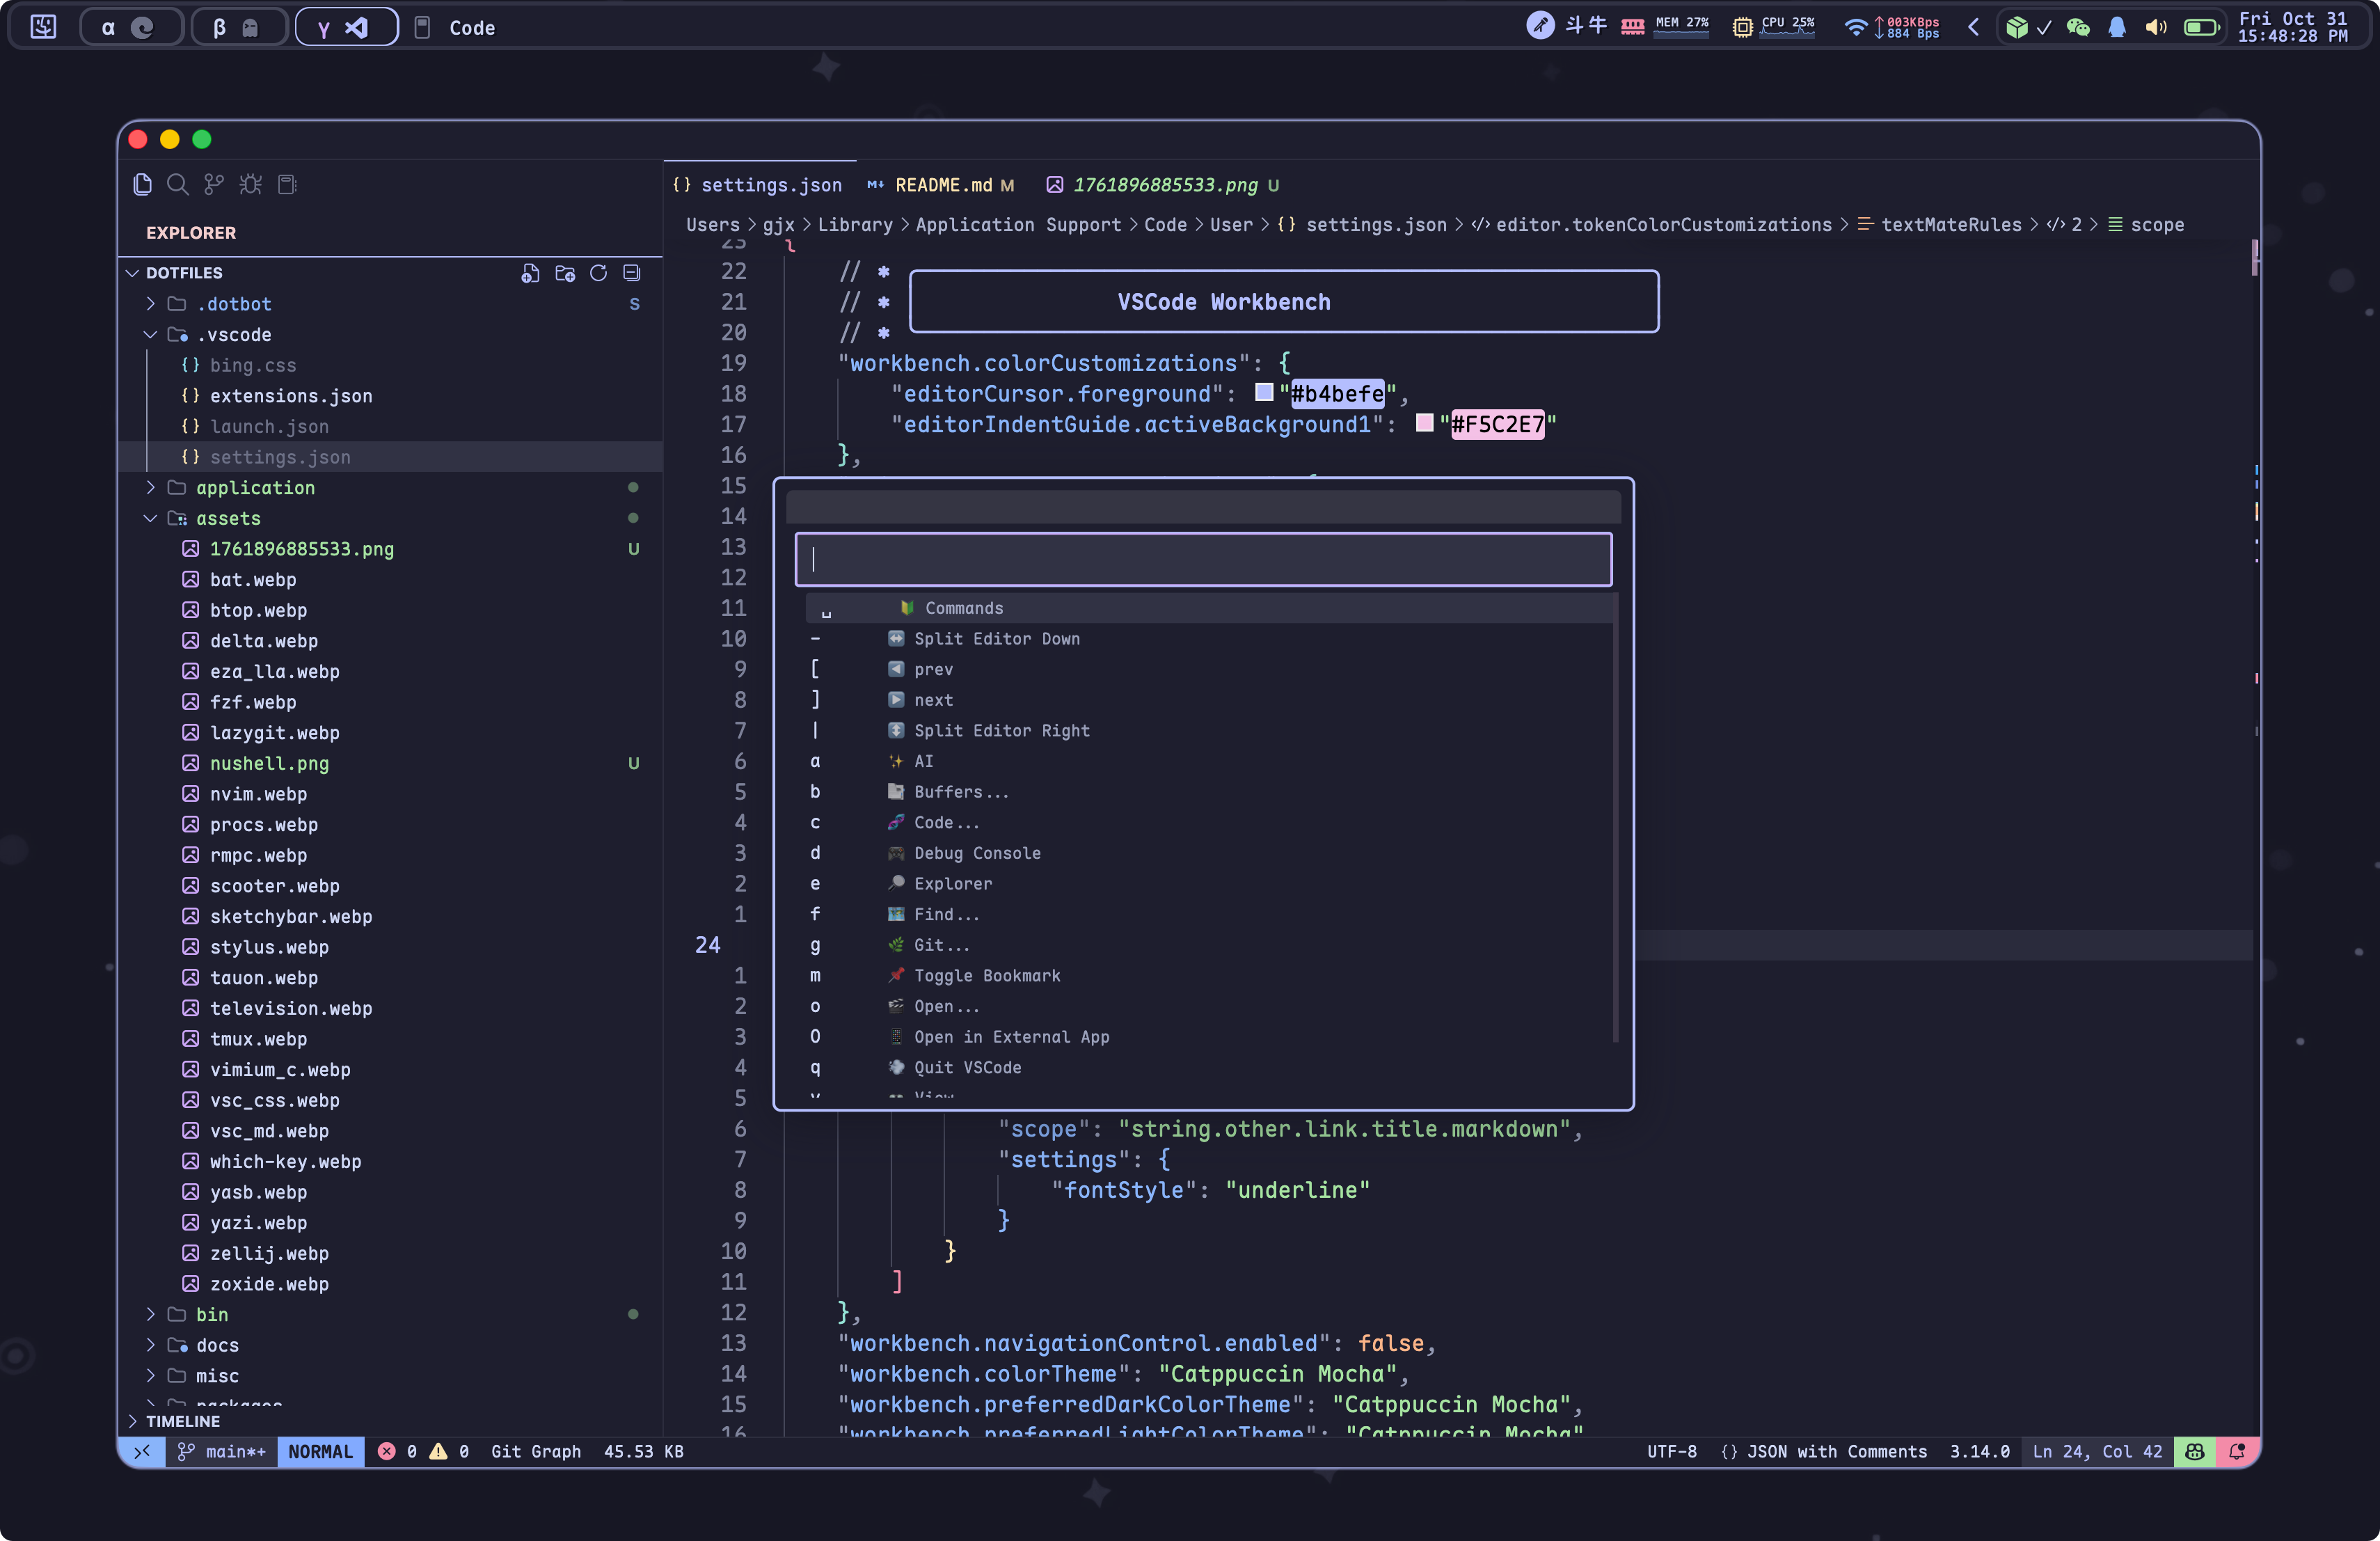 α β γ Code
斗牛 MEM 27% CPU 25% 003KBps 884 Bps Fri Oct 31 15:48:28 PM
EXPLORER
DOTFILES
.dotbot S
.vscode
bing.css
extensions.json
launch.json
settings.json
application
assets
1761896885533.png U
bat.webp
btop.webp
delta.webp
eza_lla.webp
fzf.webp
lazygit.webp
nushell.png U
nvim.webp
procs.webp
rmpc.webp
scooter.webp
sketchybar.webp
stylus.webp
tauon.webp
television.webp
tmux.webp
vimium_c.webp
vsc_css.webp
vsc_md.webp
which-key.webp
yasb.webp
yazi.webp
zellij.webp
zoxide.webp
bin
docs
misc
packages
TIMELINE
{} settings.json README.md M 1761896885533.png U
Users > gjx > Library > Application Support > Code > User > {} settings.json > editor.tokenColorCustomizations > textMateRules > 2 > scope
23 {
22 // *
21 // * VSCode Workbench
20 // *
19 "workbench.colorCustomizations": {
18 "editorCursor.foreground": "#b4befe",
17 "editorIndentGuide.activeBackground1": "#F5C2E7"
16 },
15
14
13
12
11
10
9
8
7
6
5
4
3
2
1
24
1
2
3
4
5
␣ Commands
- Split Editor Down
[ prev
] next
| Split Editor Right
a AI
b Buffers...
c Code...
d Debug Console
e Explorer
f Find...
g Git...
m Toggle Bookmark
o Open...
O Open in External App
q Quit VSCode
v View
6 "scope": "string.other.link.title.markdown",
7 "settings": {
8 "fontStyle": "underline"
9 }
10 }
11 ]
12 },
13 "workbench.navigationControl.enabled": false,
14 "workbench.colorTheme": "Catppuccin Mocha",
15 "workbench.preferredDarkColorTheme": "Catppuccin Mocha",
16 "workbench.preferredLightColorTheme": "Catppuccin Mocha"
main*+ NORMAL 0 0 Git Graph 45.53 KB UTF-8 {} JSON with Comments 3.14.0 Ln 24, Col 42